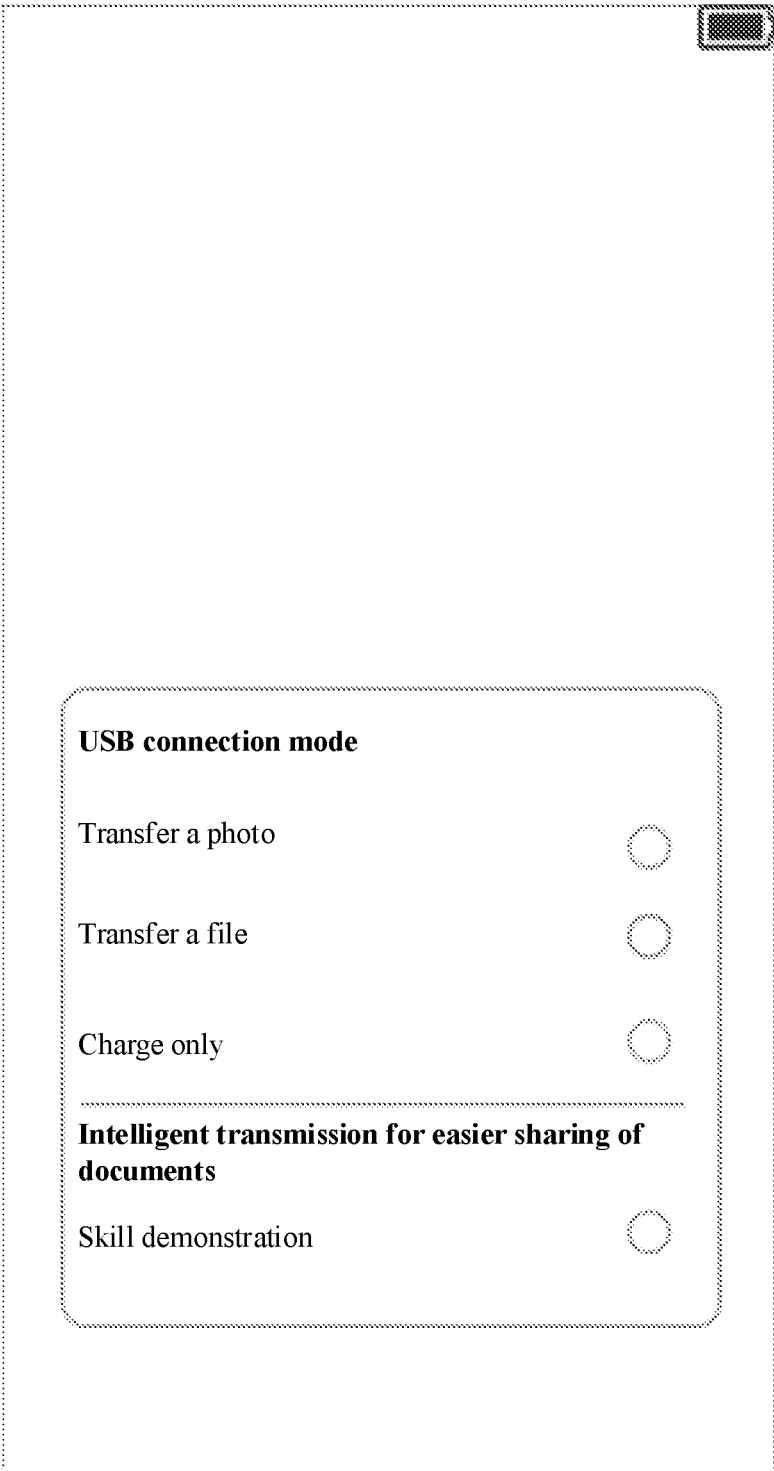 USB connection mode
Transfer a photo
Transfer a file
Charge only
Intelligent transmission for easier sharing of
documents
Skill demonstration